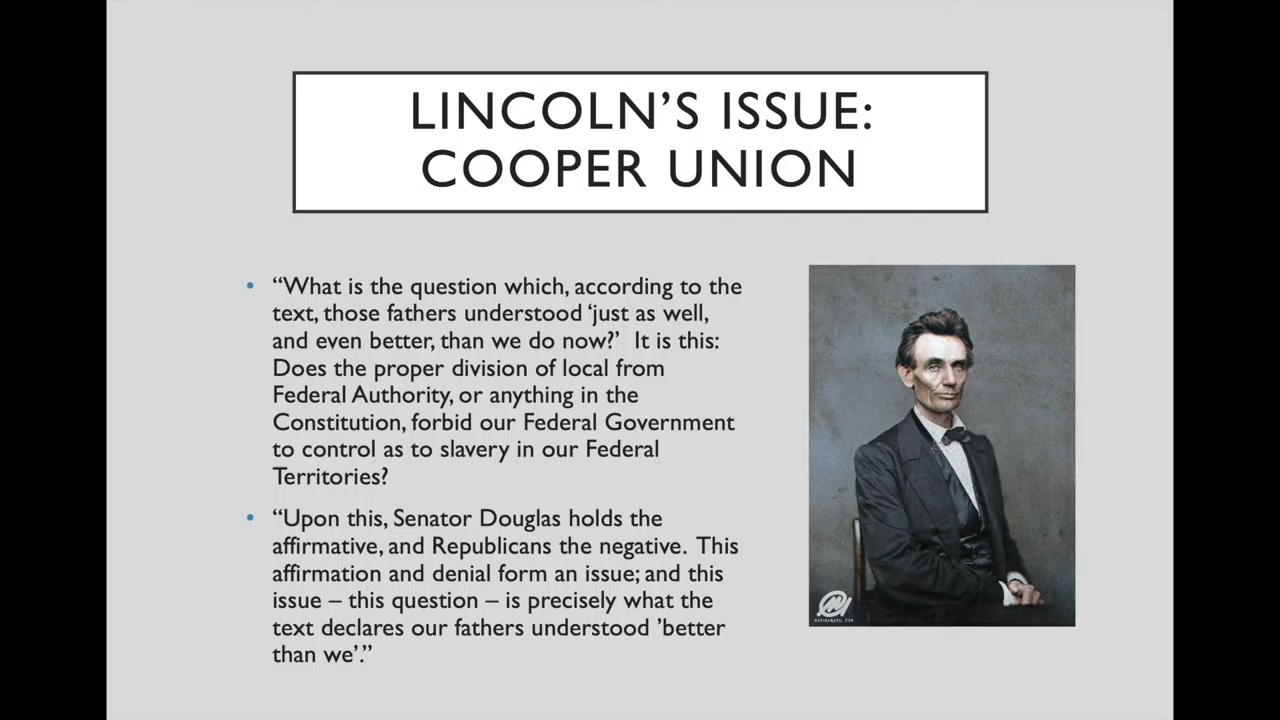 LINCOLN’S ISSUE:
COOPER UNION
• “What is the question which, according to the
text, those fathers understood ‘just as well,
and even better, than we do now?’  It is this:
Does the proper division of local from
Federal Authority, or anything in the
Constitution, forbid our Federal Government
to control as to slavery in our Federal
Territories?
• “Upon this, Senator Douglas holds the
affirmative, and Republicans the negative.  This
affirmation and denial form an issue; and this
issue – this question – is precisely what the
text declares our fathers understood ’better
than we’.”